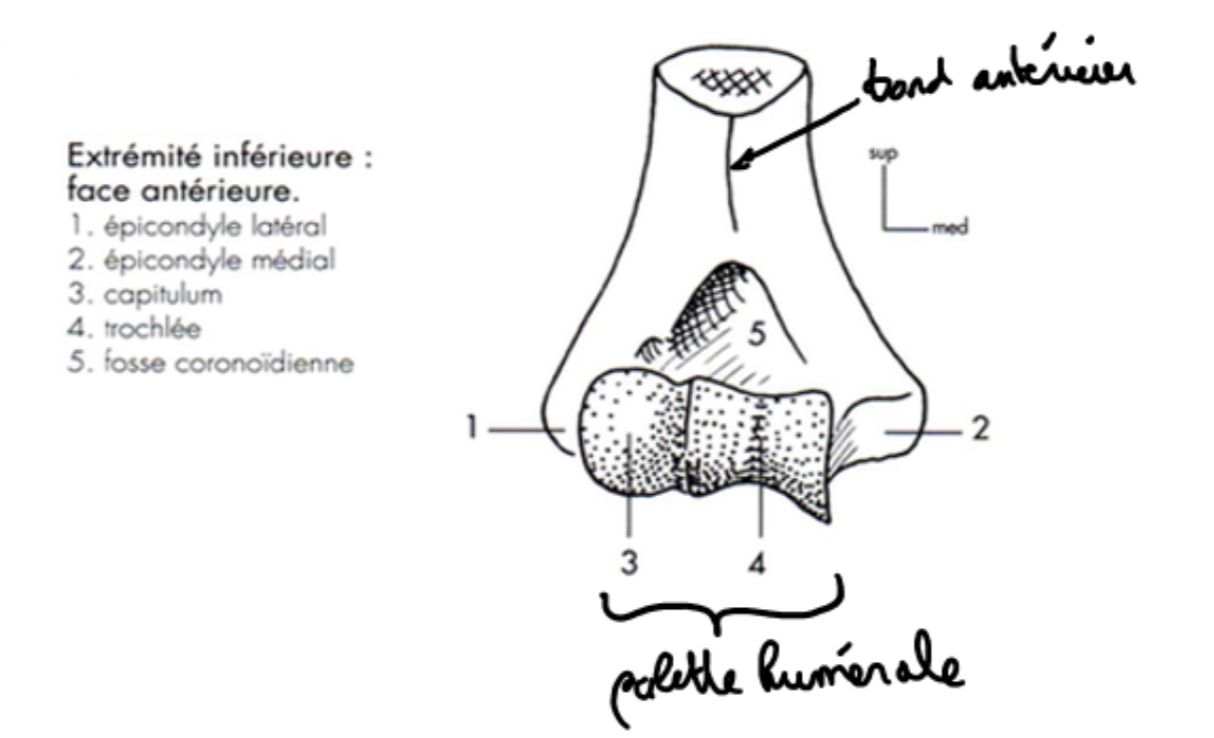 bord antérieur
sup
med
Extrémité inférieure :
face antérieure.
1. épicondyle latéral
2. épicondyle médial
3. capitulum
4. trochlée
5. fosse coronoïdienne
5
1
2
3
4
palette humérale